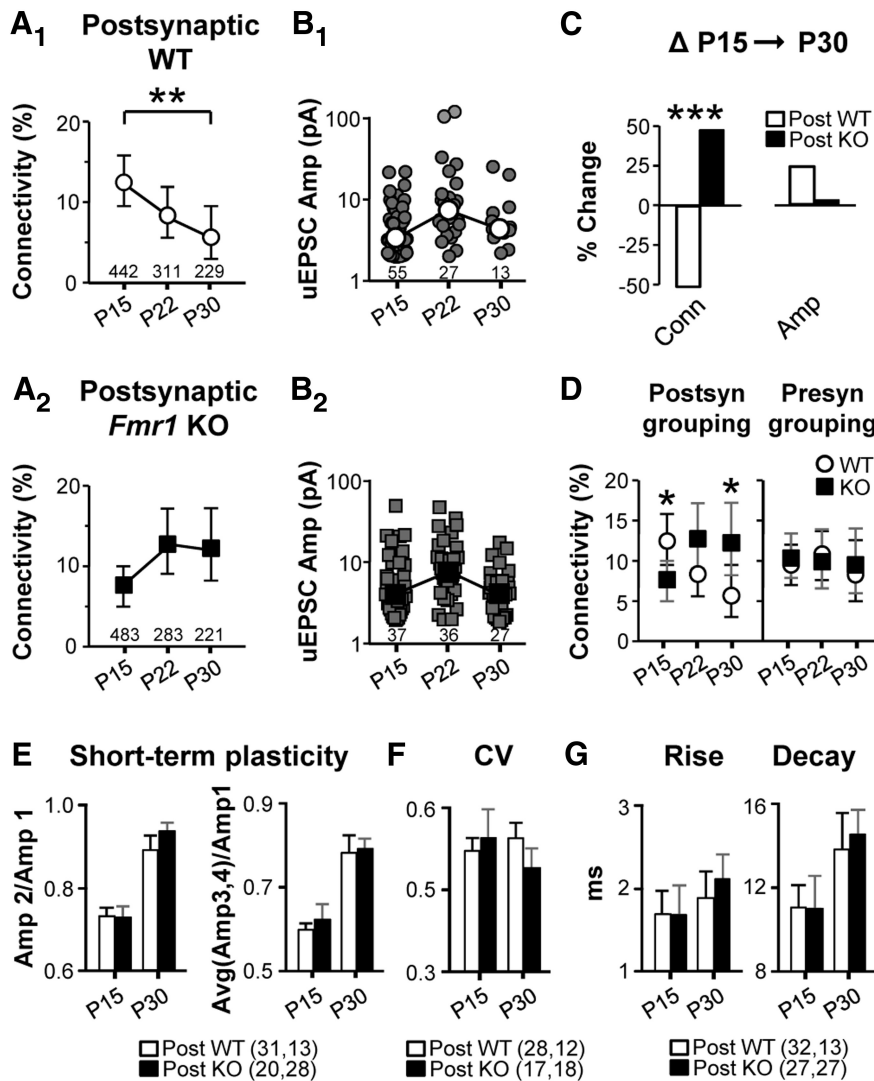 A1
Postsynaptic
WT
**
Connectivity (%)
20
10
0
442 311 229
P15 P22 P30
B1
uEPSC Amp (pA)
100
10
1
55 27 13
P15 P22 P30
C
Δ P15 → P30
***
Post WT
Post KO
% Change
50
25
0
-25
-50
Conn Amp
A2
Postsynaptic
Fmr1 KO
Connectivity (%)
20
10
0
483 283 221
P15 P22 P30
B2
uEPSC Amp (pA)
100
10
1
37 36 27
P15 P22 P30
D
Postsyn
grouping
Presyn
grouping
WT
KO
Connectivity (%)
20
15
10
5
0
* *
P15 P22 P30
P15 P22 P30
E Short-term plasticity
Amp 2/Amp 1
1.0
0.8
0.6
P15 P30
Avg(Amp3,4)/Amp1
0.9
0.7
0.5
P15 P30
Post WT (31,13)
Post KO (20,28)
F CV
0.6
0.5
0.3
P15 P30
Post WT (28,12)
Post KO (17,18)
G Rise Decay
ms
3
2
1
P15 P30
16
12
8
P15 P30
Post WT (32,13)
Post KO (27,27)